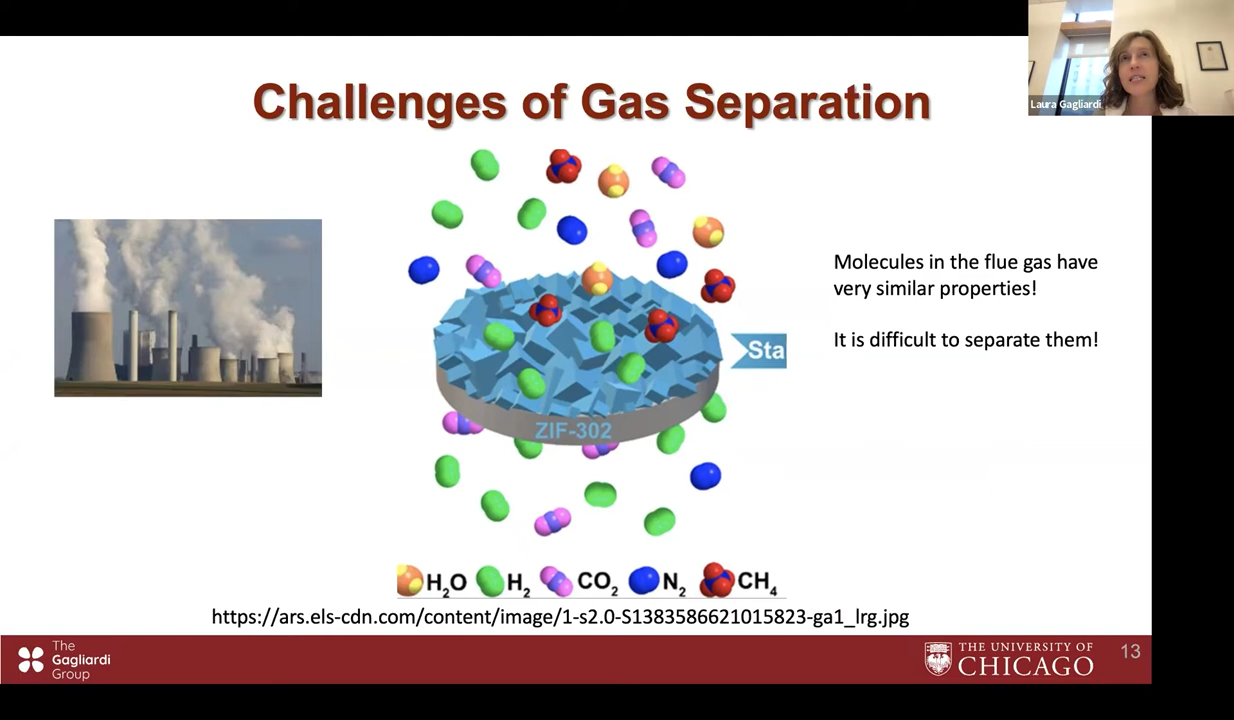 Laura Gagliardi
Challenges of Gas Separation
Molecules in the flue gas have
very similar properties!
It is difficult to separate them!
Sta
ZIF-302
H₂O H₂ CO₂ N₂ CH₄
https://ars.els-cdn.com/content/image/1-s2.0-S1383586621015823-ga1_lrg.jpg
The
Gagliardi
Group
THE UNIVERSITY OF
CHICAGO
13